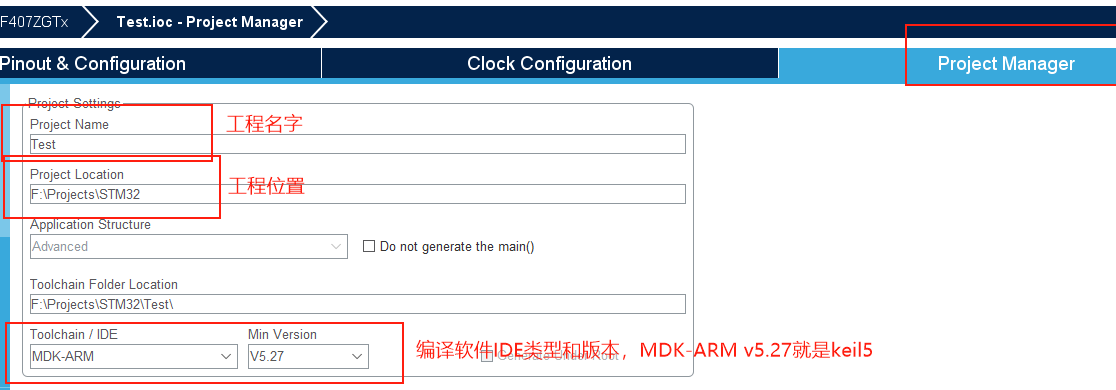 F407ZGTx
Test.ioc - Project Manager
Pinout & Configuration
Clock Configuration
Project Manager
Project Settings
Project Name
工程名字
Test
Project Location
工程位置
F:\Projects\STM32
Application Structure
Advanced
Do not generate the main()
Toolchain Folder Location
F:\Projects\STM32\Test\
Toolchain / IDE
Min Version
MDK-ARM
V5.27
Generate Under Root
编译软件IDE类型和版本，MDK-ARM v5.27就是keil5